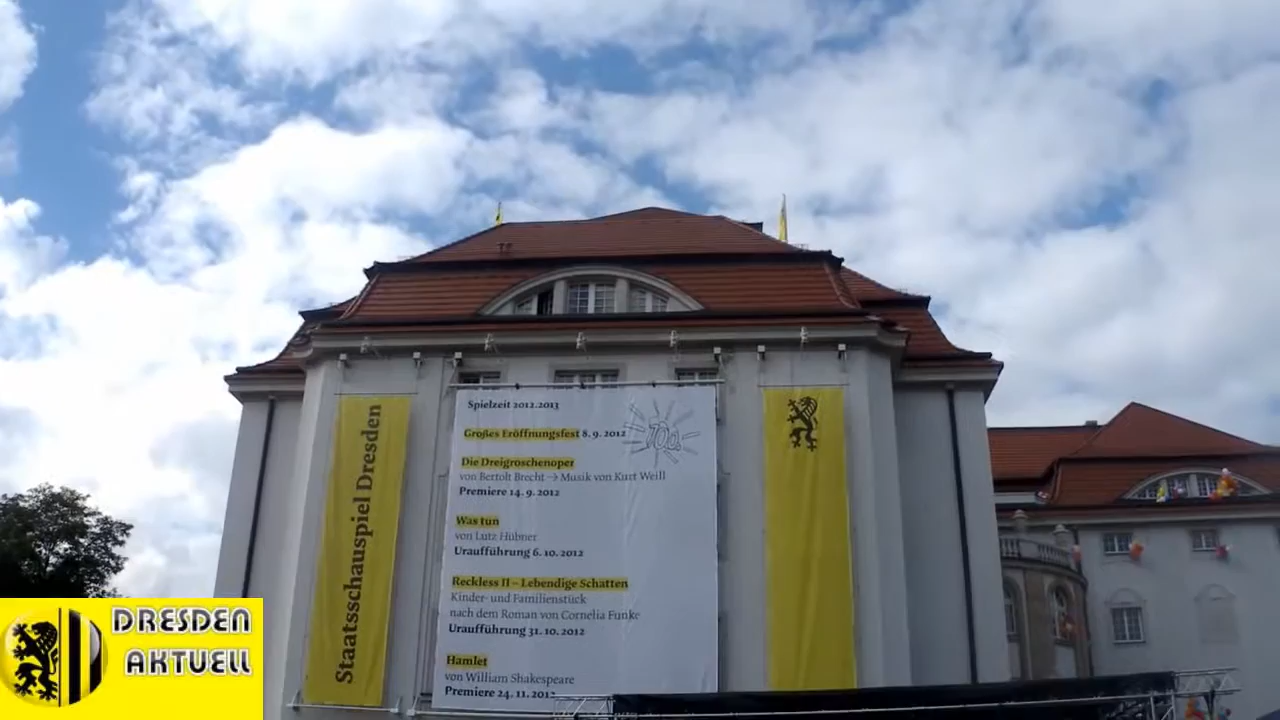 Staatsschauspiel Dresden
Spielzeit 2012.2013
100
Großes Eröffnungsfest 8. 9. 2012
Die Dreigroschenoper
von Bertolt Brecht → Musik von Kurt Weill
Premiere 14. 9. 2012
Was tun
von Lutz Hübner
Uraufführung 6. 10. 2012
Reckless II – Lebendige Schatten
Kinder- und Familienstück
nach dem Roman von Cornelia Funke
Uraufführung 31. 10. 2012
Hamlet
von William Shakespeare
Premiere 24. 11. 2012
DRESDEN
AKTUELL